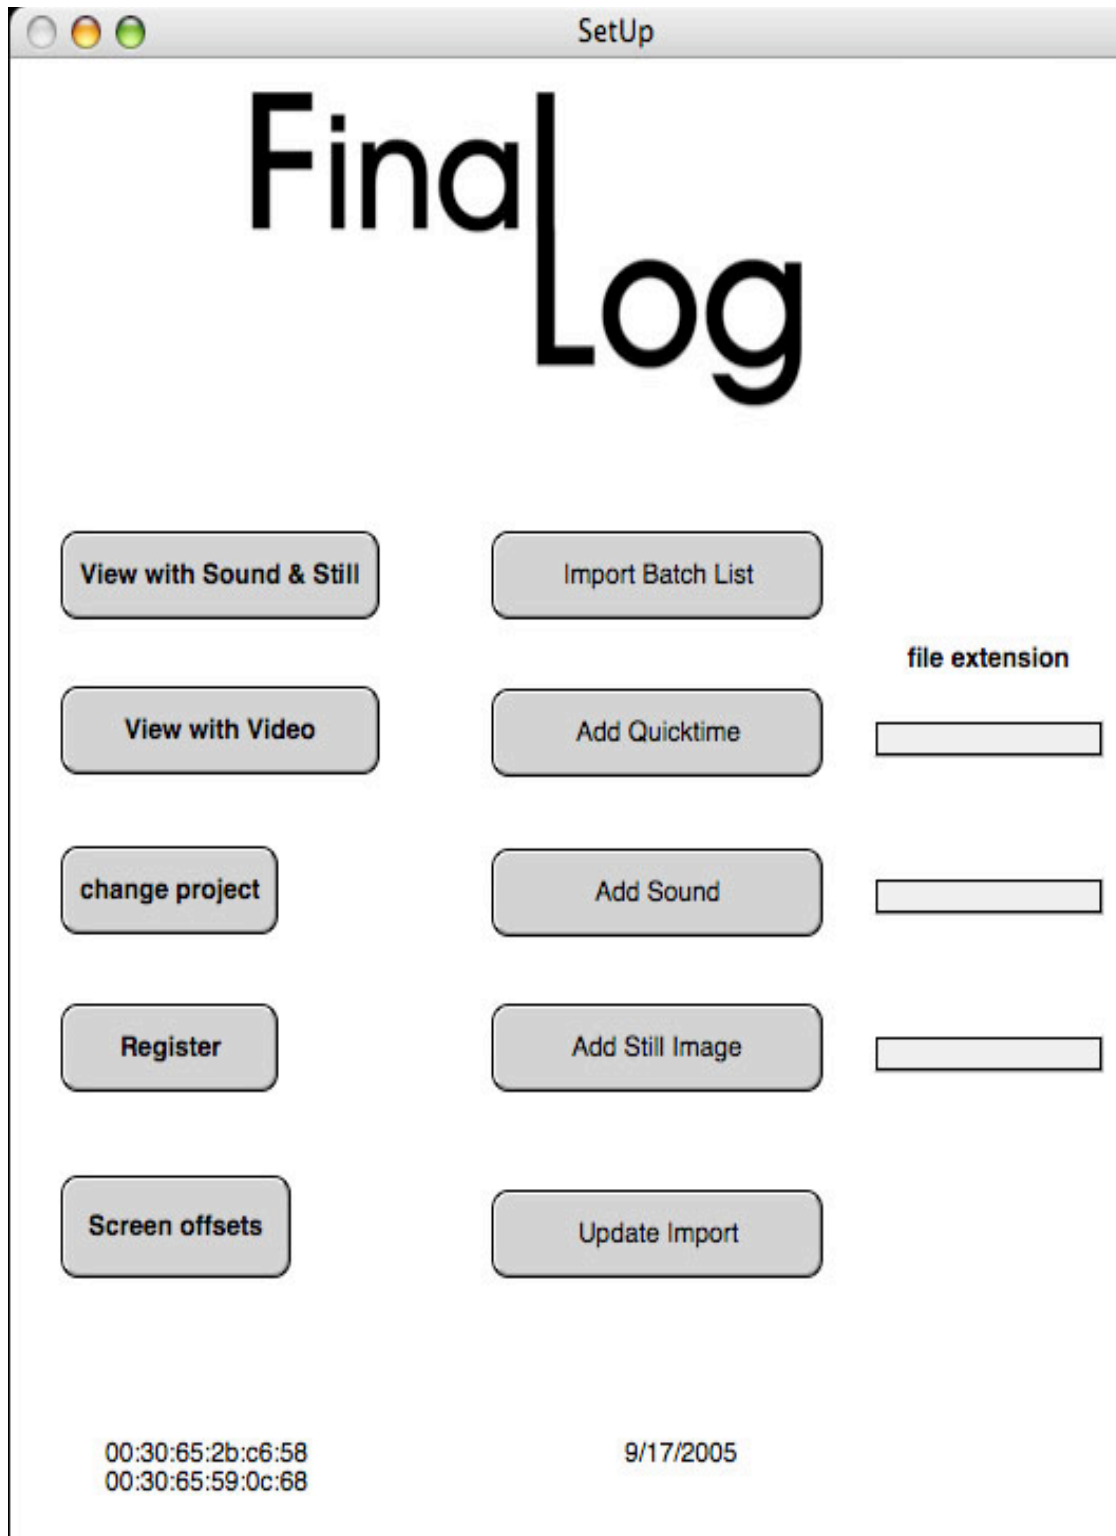 SetUp
Final
Log
View with Sound & Still
Import Batch List
file extension
View with Video
Add Quicktime
change project
Add Sound
Register
Add Still Image
Screen offsets
Update Import
00:30:65:2b:c6:58
9/17/2005
00:30:65:59:0c:68